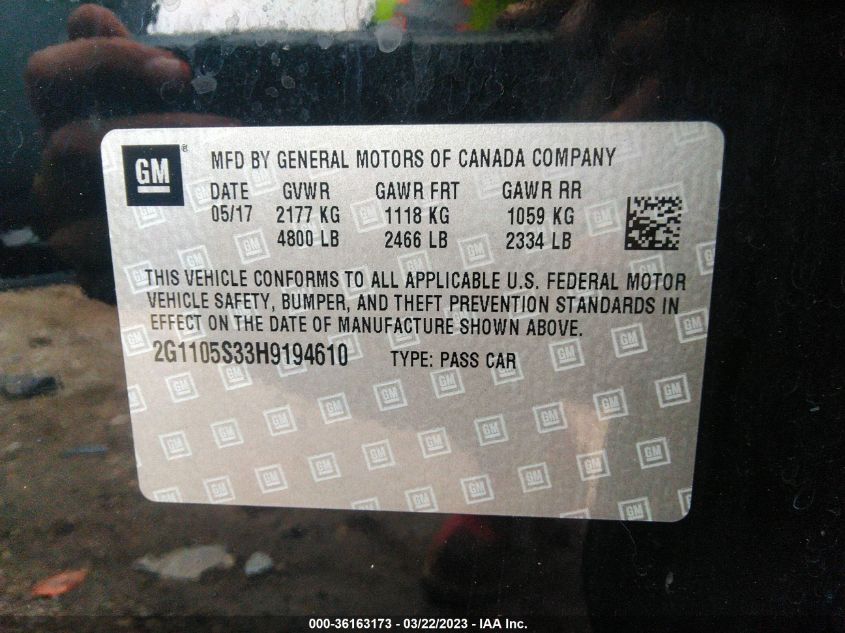 GM ® MFD BY GENERAL MOTORS OF CANADA COMPANY
DATE GVWR GAWR FRT GAWR RR
05/17 2177 KG 1118 KG 1059 KG
4800 LB 2466 LB 2334 LB
THIS VEHICLE CONFORMS TO ALL APPLICABLE U.S. FEDERAL MOTOR
VEHICLE SAFETY, BUMPER, AND THEFT PREVENTION STANDARDS IN
EFFECT ON THE DATE OF MANUFACTURE SHOWN ABOVE.
2G1105S33H9194610 TYPE: PASS CAR
000-36163173 - 03/22/2023 - IAA Inc.